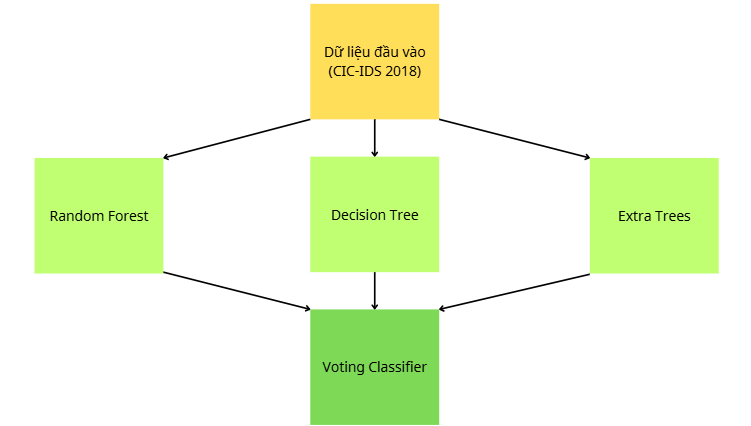 Dữ liệu đầu vào
(CIC-IDS 2018)
Random Forest
Decision Tree
Extra Trees
Voting Classifier